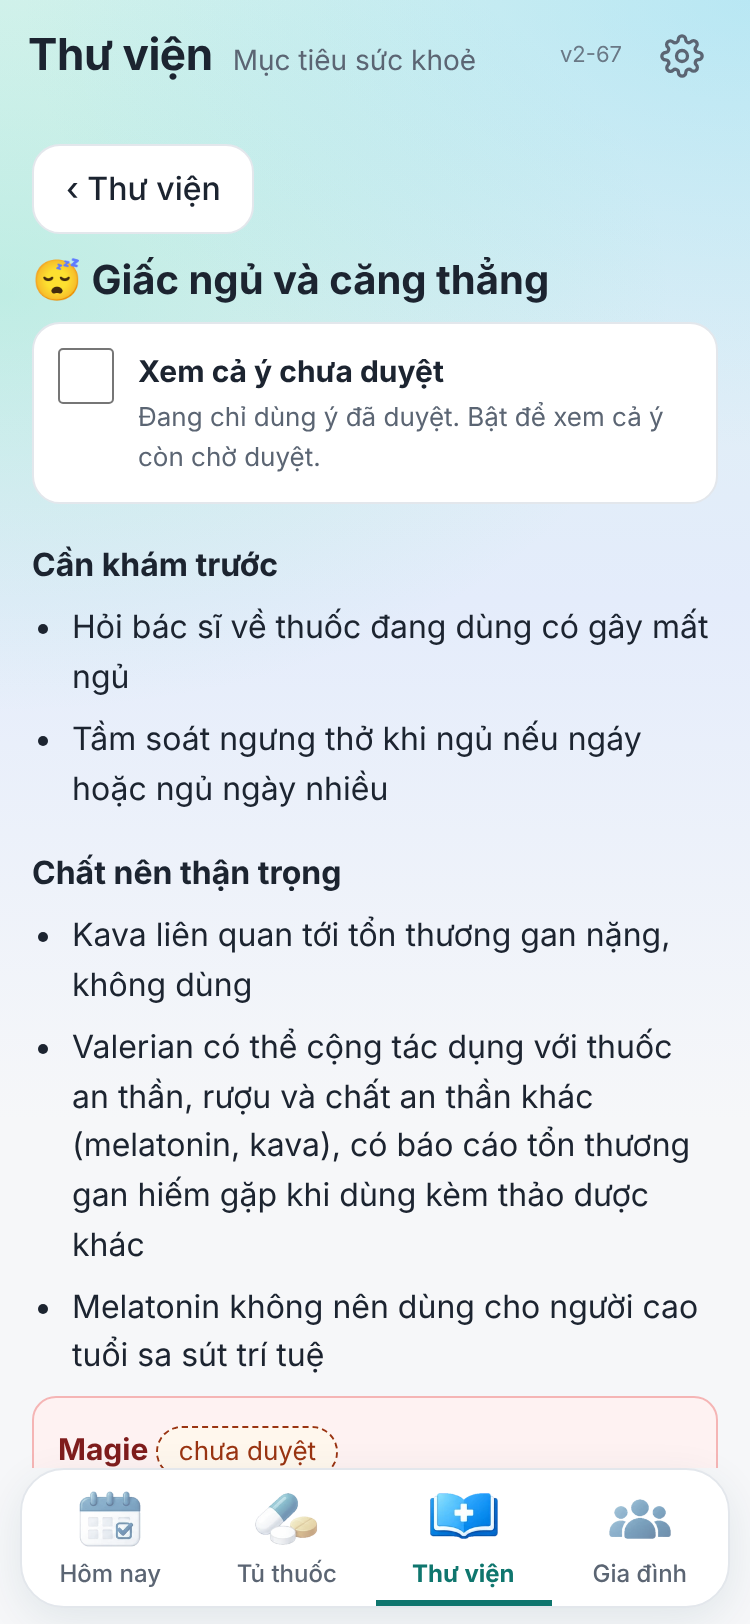 Thư viện Mục tiêu sức khoẻ v2-67
‹ Thư viện
Giấc ngủ và căng thẳng
Xem cả ý chưa duyệt
Đang chỉ dùng ý đã duyệt. Bật để xem cả ý
còn chờ duyệt.
Cần khám trước
• Hỏi bác sĩ về thuốc đang dùng có gây mất
ngủ
• Tầm soát ngưng thở khi ngủ nếu ngáy
hoặc ngủ ngày nhiều
Chất nên thận trọng
• Kava liên quan tới tổn thương gan nặng,
không dùng
• Valerian có thể cộng tác dụng với thuốc
an thần, rượu và chất an thần khác
(melatonin, kava), có báo cáo tổn thương
gan hiếm gặp khi dùng kèm thảo dược
khác
• Melatonin không nên dùng cho người cao
tuổi sa sút trí tuệ
Magie chưa duyệt
Hôm nay Tủ thuốc Thư viện Gia đình